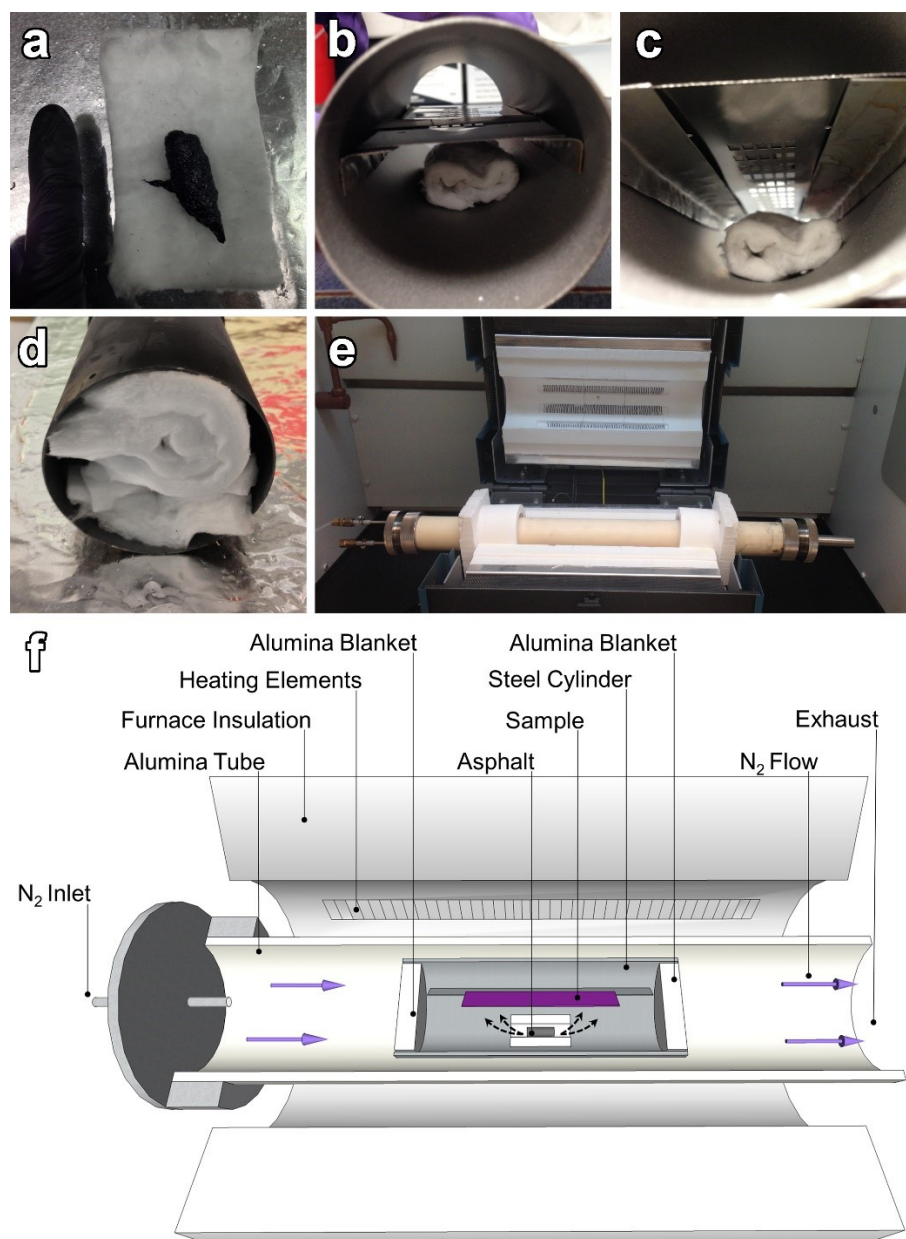 a
b
c
d
e
f
Alumina Blanket
Alumina Blanket
Heating Elements
Steel Cylinder
Furnace Insulation
Sample
Exhaust
Alumina Tube
Asphalt
N₂ Flow
N₂ Inlet